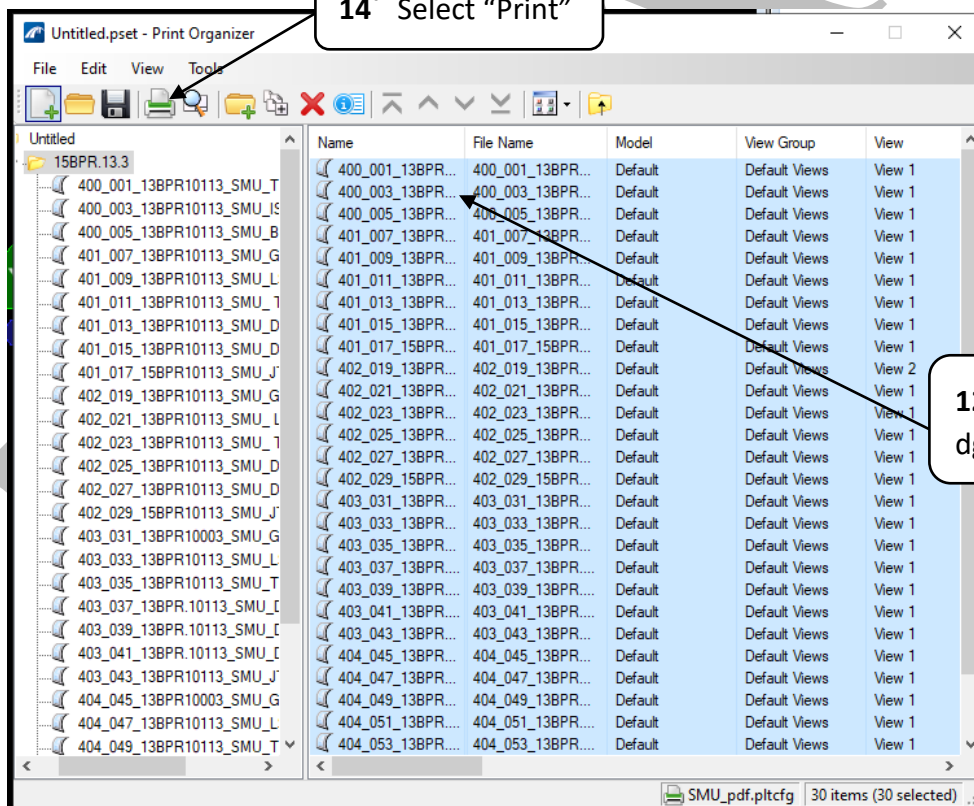 14` Select “Print”
Untitled.pset - Print Organizer
File Edit View Tools
Untitled
15BPR.13.3
400_001_13BPR10113_SMU_T
400_003_13BPR10113_SMU_IS
400_005_13BPR10113_SMU_B
401_007_13BPR10113_SMU_G
401_009_13BPR10113_SMU_L
401_011_13BPR10113_SMU_ T
401_013_13BPR10113_SMU_D
401_015_13BPR10113_SMU_D
401_017_15BPR10113_SMU_J
402_019_13BPR10113_SMU_G
402_021_13BPR10113_SMU_ L
402_023_13BPR10113_SMU_ T
402_025_13BPR10113_SMU_D
402_027_13BPR10113_SMU_D
402_029_15BPR10113_SMU_J
403_031_13BPR10003_SMU_G
403_033_13BPR10113_SMU_L
403_035_13BPR10113_SMU_T
403_037_13BPR.10113_SMU_D
403_039_13BPR.10113_SMU_D
403_041_13BPR.10113_SMU_D
403_043_13BPR10113_SMU_J
404_045_13BPR10003_SMU_G
404_047_13BPR10113_SMU_L
404_049_13BPR10113_SMU_T
Name File Name Model View Group View
400_001_13BPR... 400_001_13BPR... Default Default Views View 1
400_003_13BPR... 400_003_13BPR... Default Default Views View 1
400_005_13BPR... 400_005_13BPR... Default Default Views View 1
401_007_13BPR... 401_007_13BPR... Default Default Views View 1
401_009_13BPR... 401_009_13BPR... Default Default Views View 1
401_011_13BPR... 401_011_13BPR... Default Default Views View 1
401_013_13BPR... 401_013_13BPR... Default Default Views View 1
401_015_13BPR... 401_015_13BPR... Default Default Views View 1
401_017_15BPR... 401_017_15BPR... Default Default Views View 1
402_019_13BPR... 402_019_13BPR... Default Default Views View 2
402_021_13BPR... 402_021_13BPR... Default Default Views View 1
402_023_13BPR... 402_023_13BPR... Default Default Views View 1
402_025_13BPR... 402_025_13BPR... Default Default Views View 1
402_027_13BPR... 402_027_13BPR... Default Default Views View 1
402_029_15BPR... 402_029_15BPR... Default Default Views View 1
403_031_13BPR... 403_031_13BPR... Default Default Views View 1
403_033_13BPR... 403_033_13BPR... Default Default Views View 1
403_035_13BPR... 403_035_13BPR... Default Default Views View 1
403_037_13BPR.... 403_037_13BPR.... Default Default Views View 1
403_039_13BPR.... 403_039_13BPR.... Default Default Views View 1
403_041_13BPR.... 403_041_13BPR.... Default Default Views View 1
403_043_13BPR... 403_043_13BPR... Default Default Views View 1
404_045_13BPR... 404_045_13BPR... Default Default Views View 1
404_047_13BPR... 404_047_13BPR... Default Default Views View 1
404_049_13BPR... 404_049_13BPR... Default Default Views View 1
404_051_13BPR.... 404_051_13BPR.... Default Default Views View 1
404_053_13BPR.... 404_053_13BPR.... Default Default Views View 1
SMU_pdf.pltcfg 30 items (30 selected)